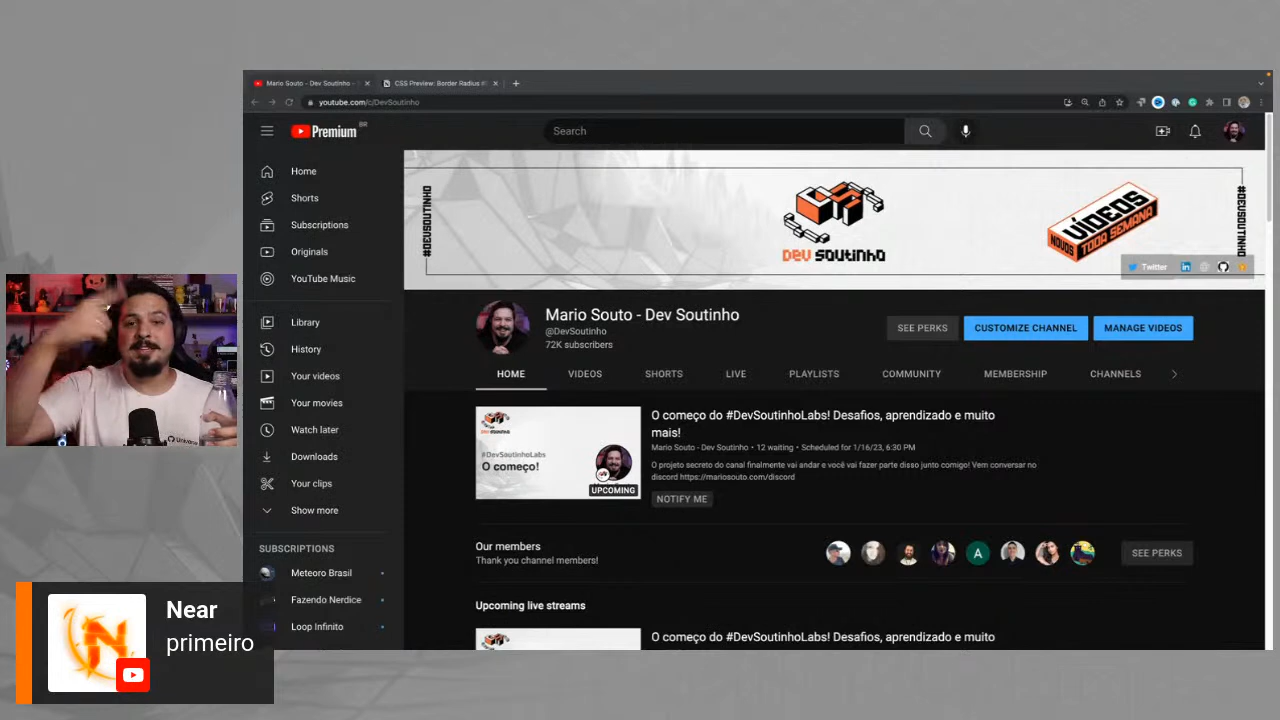 Mario Souto - Dev Soutinho -
CSS Preview: Border Radius #
youtube.com/c/DevSoutinho
Premium
BR
Search
Home
Shorts
Subscriptions
Originals
YouTube Music
Library
History
Your videos
Your movies
Watch later
Downloads
Your clips
Show more
SUBSCRIPTIONS
Meteoro Brasil
Fazendo Nerdice
Loop Infinito
#DEVSOUTINHO
DEV SOUTINHO
NOVOS
VÍDEOS
TODA SEMANA
#DEVSOUTINHO
Twitter
Mario Souto - Dev Soutinho
@DevSoutinho
72K subscribers
SEE PERKS
CUSTOMIZE CHANNEL
MANAGE VIDEOS
HOME
VIDEOS
SHORTS
LIVE
PLAYLISTS
COMMUNITY
MEMBERSHIP
CHANNELS
#DevSoutinhoLabs
O começo!
UPCOMING
O começo do #DevSoutinhoLabs! Desafios, aprendizado e muito
mais!
Mario Souto - Dev Soutinho • 12 waiting • Scheduled for 1/16/23, 6:30 PM
O projeto secreto do canal finalmente vai andar e você vai fazer parte disso junto comigo! Vem conversar no
discord https://mariosouto.com/discord
NOTIFY ME
Our members
Thank you channel members!
A
SEE PERKS
Upcoming live streams
O começo do #DevSoutinhoLabs! Desafios, aprendizado e muito
N
Near
primeiro